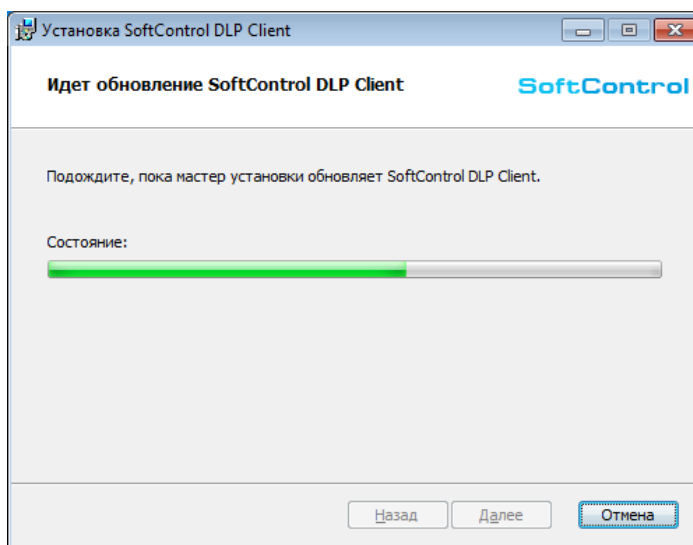 Установка SoftControl DLP Client
Идет обновление SoftControl DLP Client
SoftControl
Подождите, пока мастер установки обновляет SoftControl DLP Client.
Состояние:
Назад
Далее
Отмена